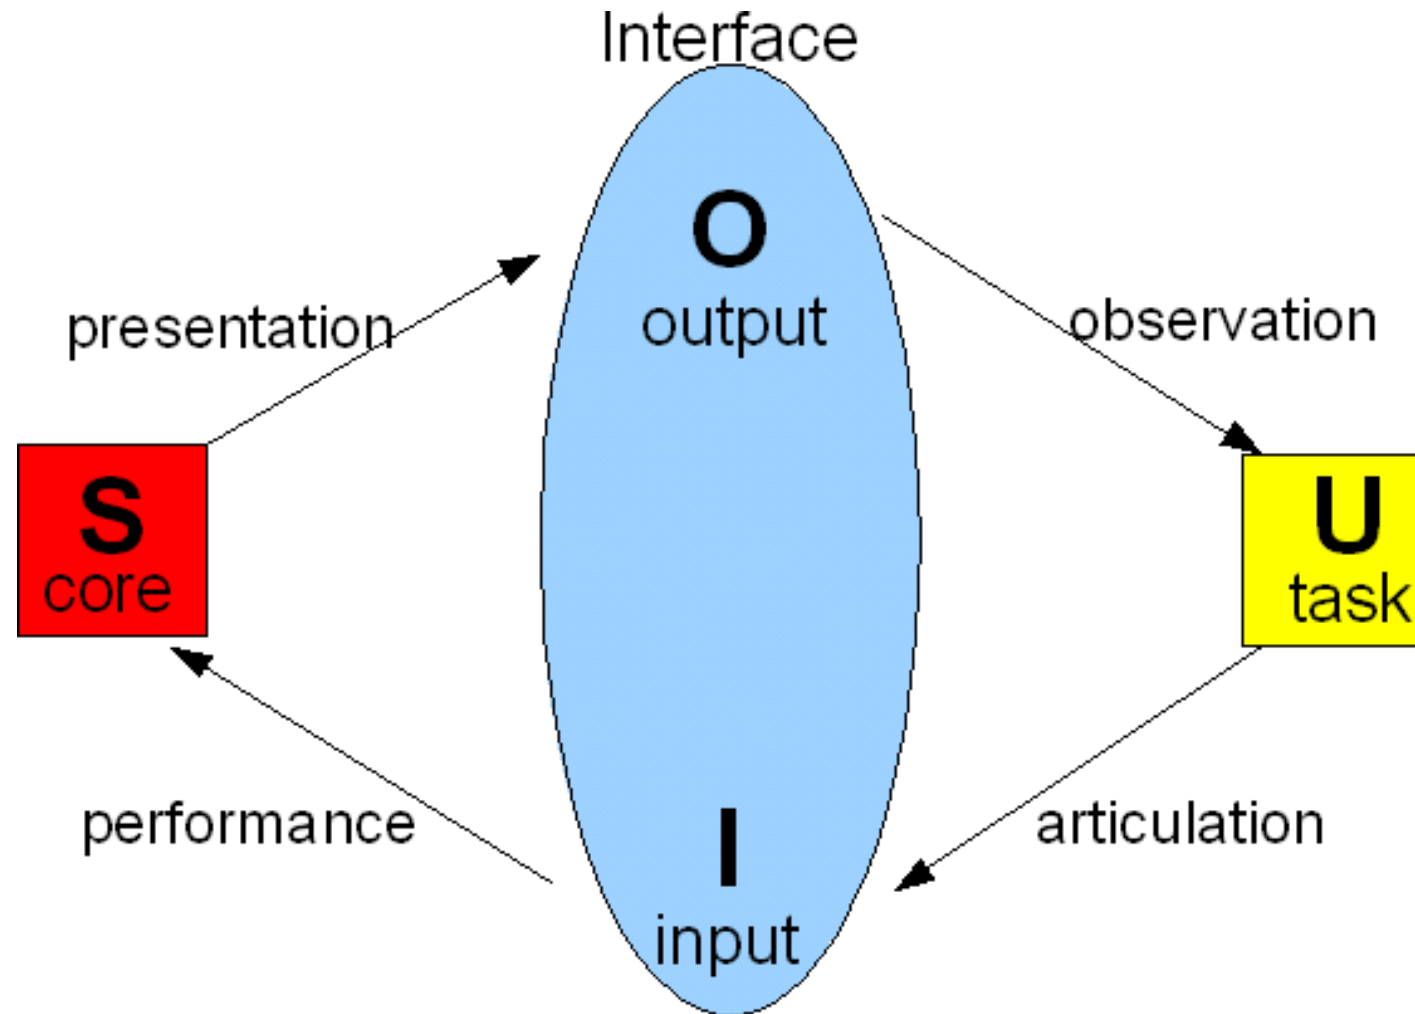 Interface
O
output
presentation
observation
S
core
U
task
performance
articulation
I
input